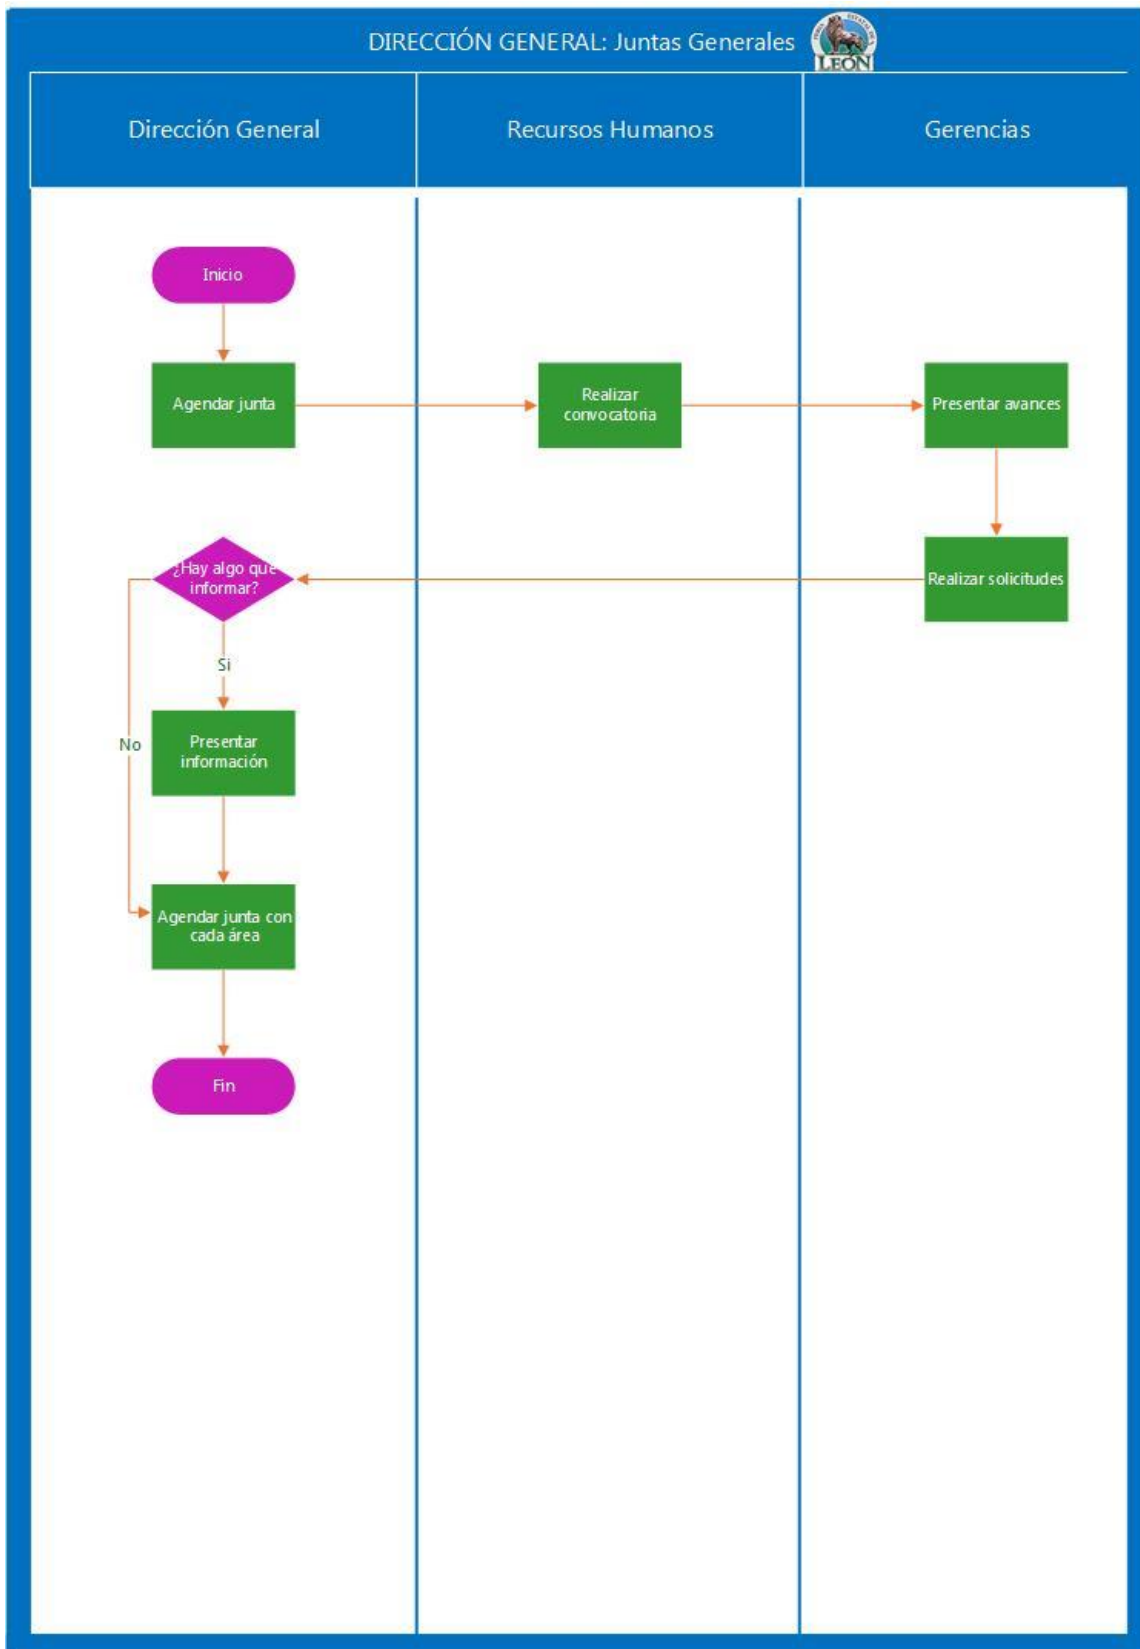 DIRECCIÓN GENERAL: Juntas Generales
LEÓN
Dirección General
Recursos Humanos
Gerencias
Inicio
Agendar junta
Realizar
convocatoria
Presentar avances
¿Hay algo que
informar?
Realizar solicitudes
Si
No
Presentar
información
Agendar junta con
cada área
Fin